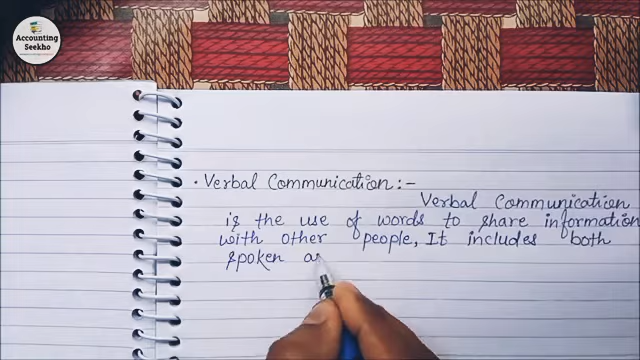 Accounting
Seekho
· Verbal Communication :-
Verbal Communication
is the use of words to share information
with other people, It includes both
spoken a